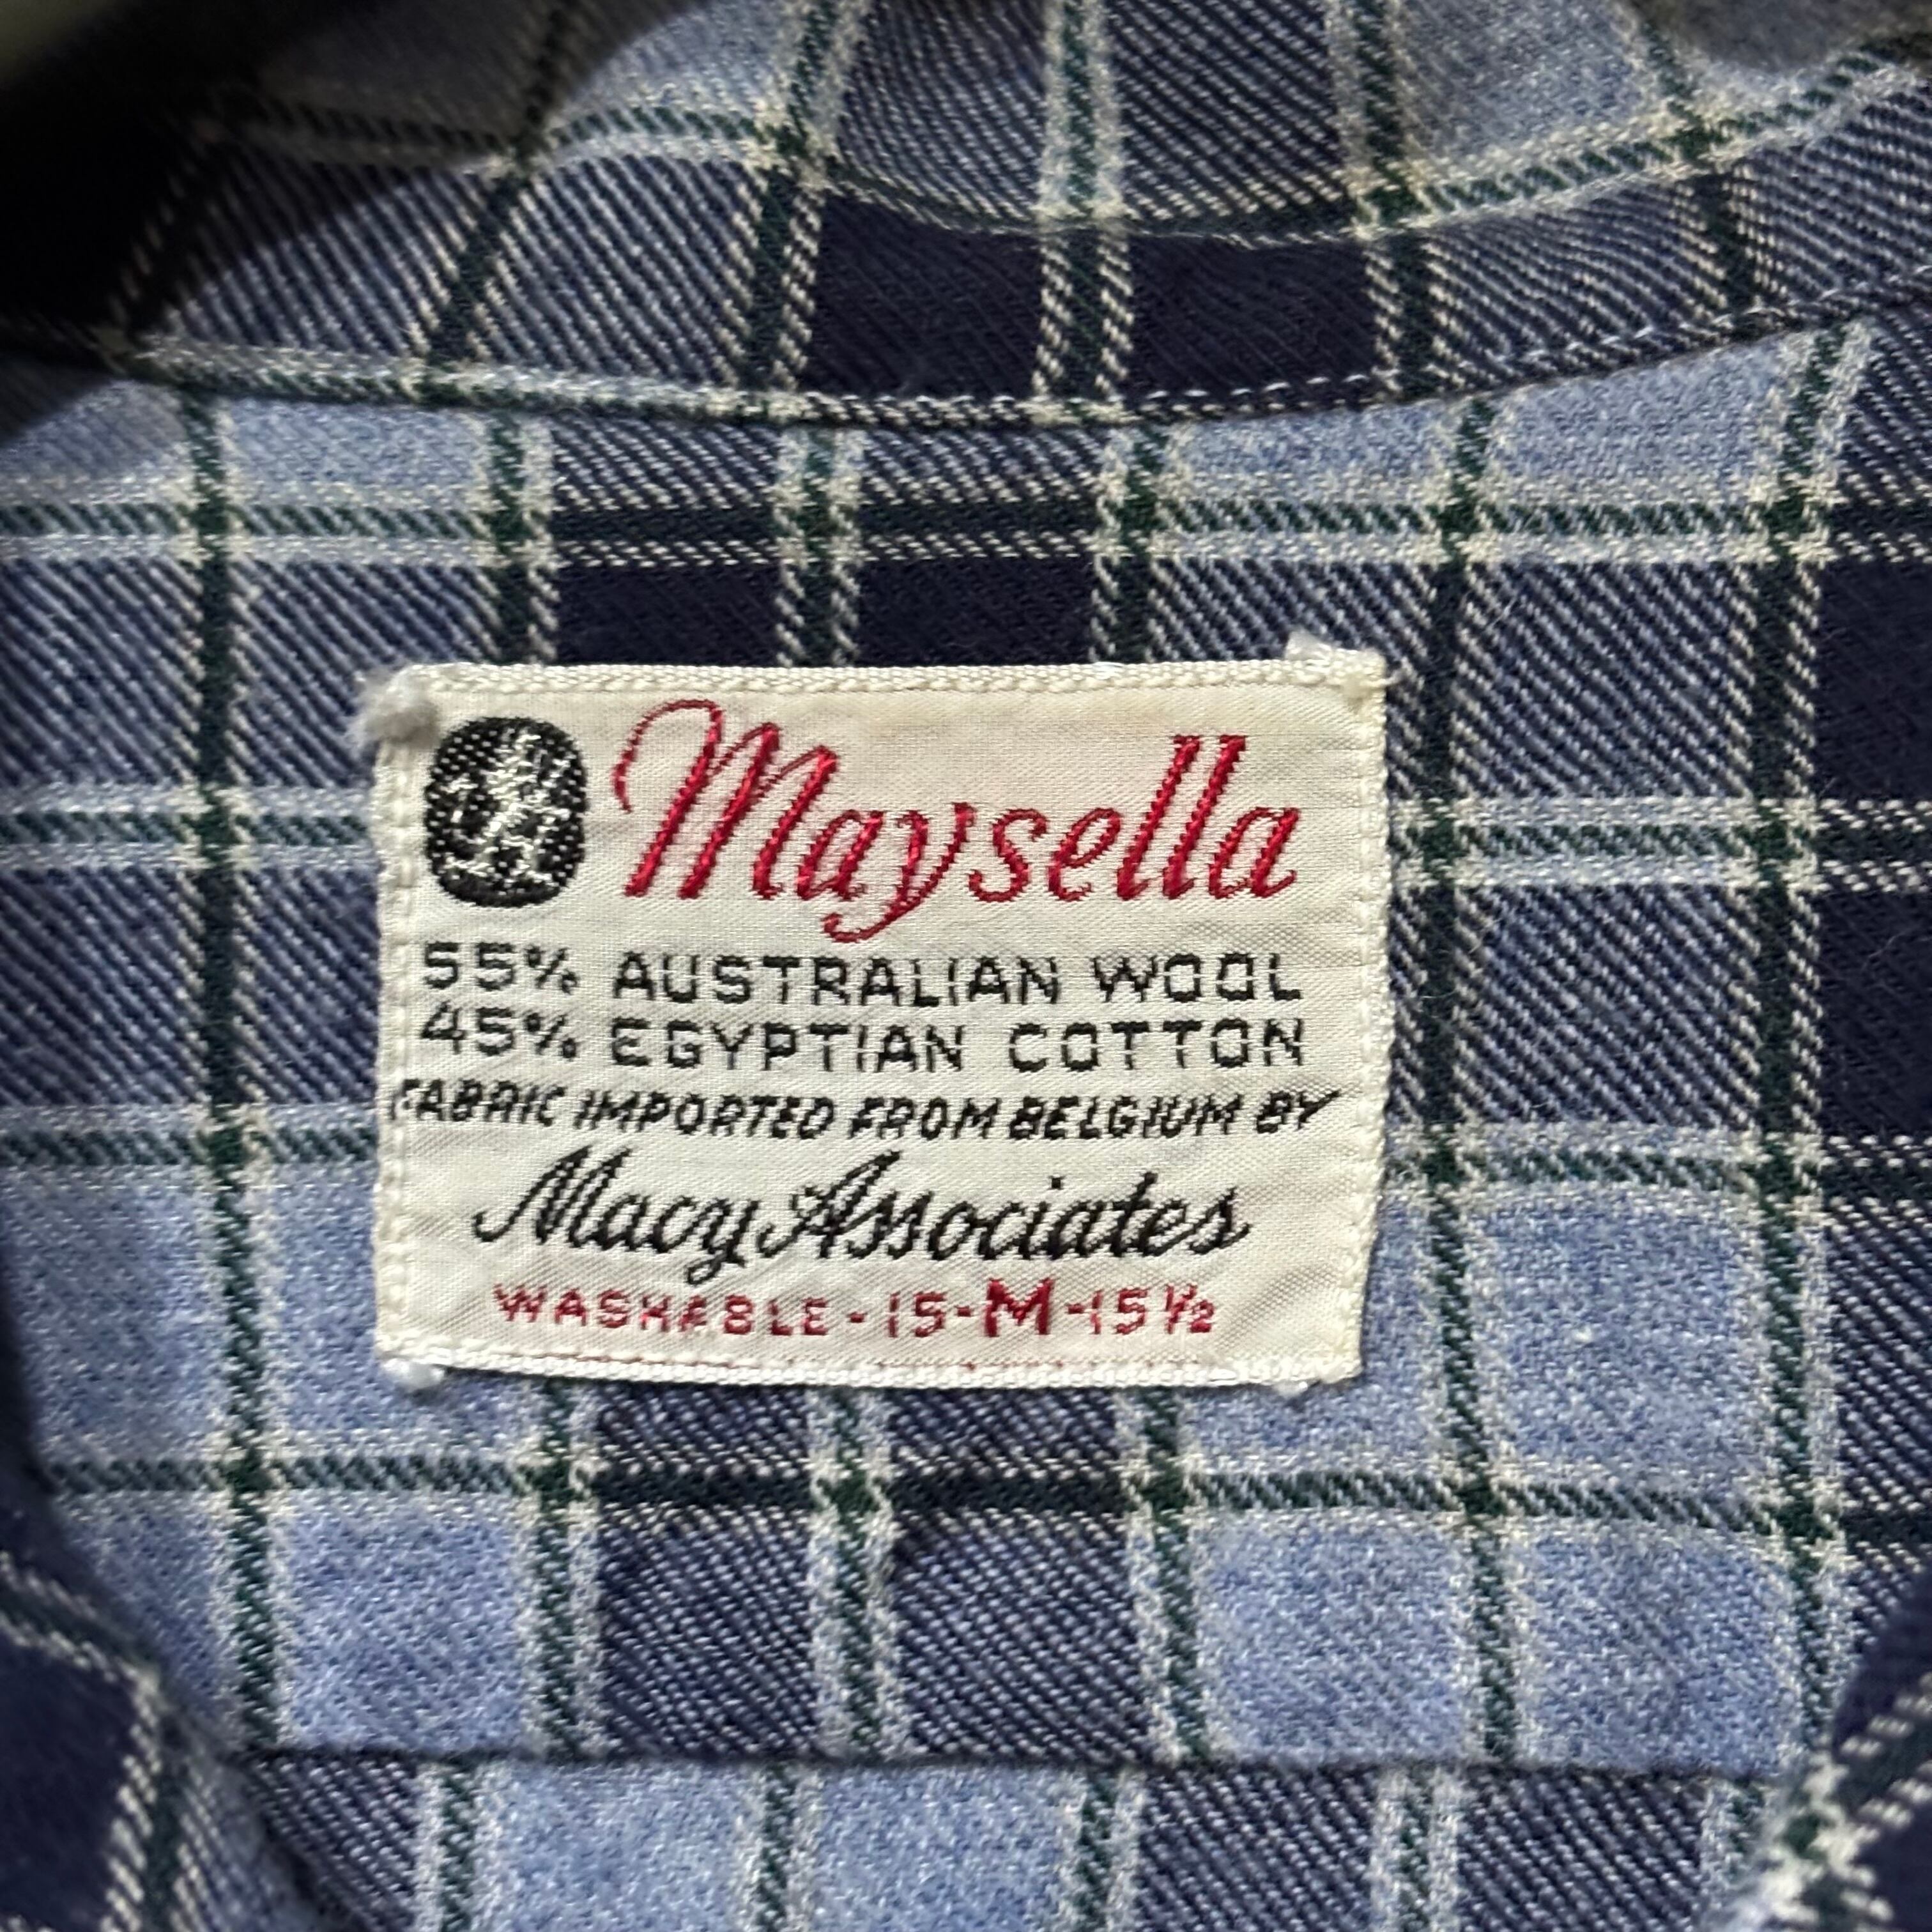 Maysella
55% AUSTRALIAN WOOL
45% EGYPTIAN COTTON
FABRIC IMPORTED FROM BELGIUM BY
Macy Associates
WASHABLE - 15-M-15½